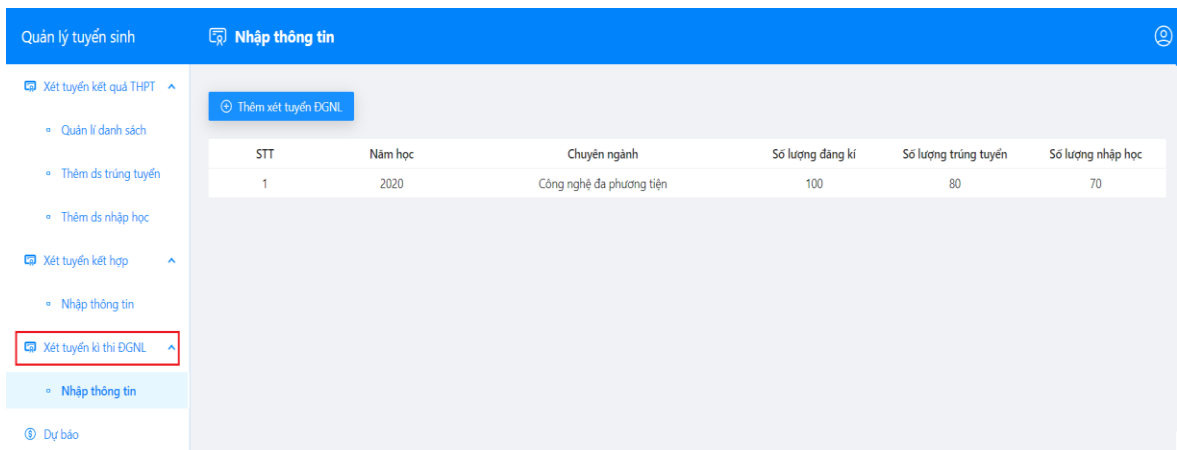 Quản lý tuyển sinh
Nhập thông tin
Xét tuyển kết quả THPT
Quản lí danh sách
Thêm ds trúng tuyển
Thêm ds nhập học
Xét tuyển kết hợp
Nhập thông tin
Xét tuyển kì thi ĐGNL
Nhập thông tin
Dự báo
Thêm xét tuyển ĐGNL
STT Năm học Chuyên ngành Số lượng đăng kí Số lượng trúng tuyển Số lượng nhập học
1 2020 Công nghệ đa phương tiện 100 80 70